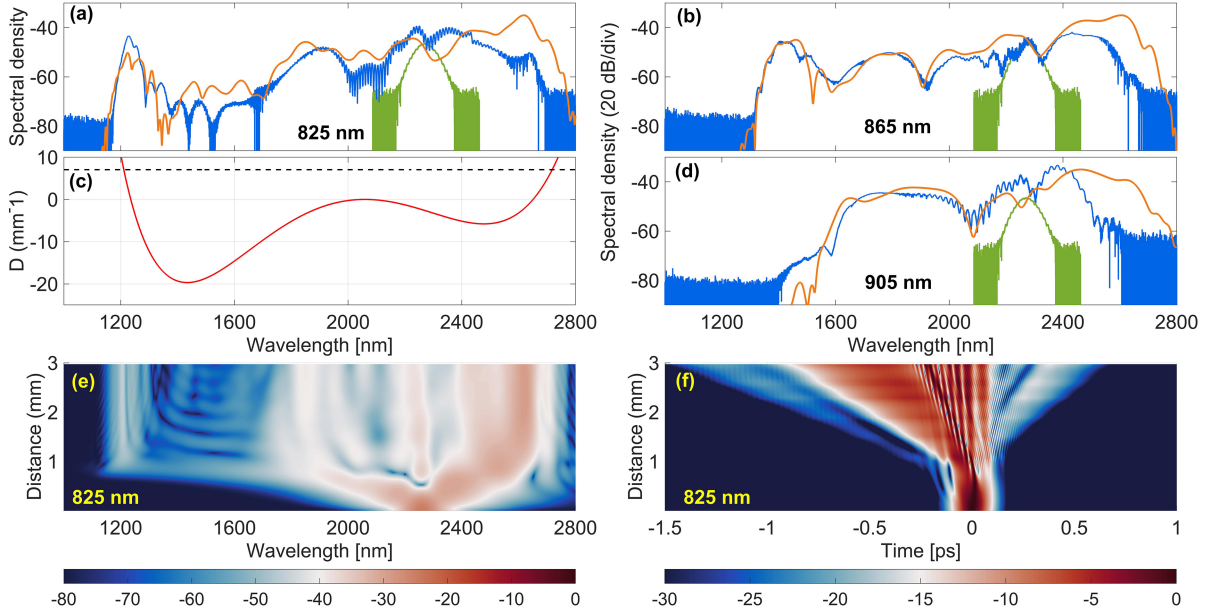 (a)
Spectral density
-40
-60
-80
825 nm
(b)
Spectral density (20 dB/div)
-40
-60
-80
865 nm
(c)
D (mm⁻1)
10
0
-10
-20
1200 1600 2000 2400 2800
Wavelength [nm]
(d)
-40
-60
-80
905 nm
1200 1600 2000 2400 2800
Wavelength [nm]
(e)
Distance (mm)
3
2
1
825 nm
1200 1600 2000 2400 2800
Wavelength [nm]
(f)
Distance (mm)
3
2
1
825 nm
-1.5 -1 -0.5 0 0.5 1
Time [ps]
-80 -70 -60 -50 -40 -30 -20 -10 0
-30 -25 -20 -15 -10 -5 0